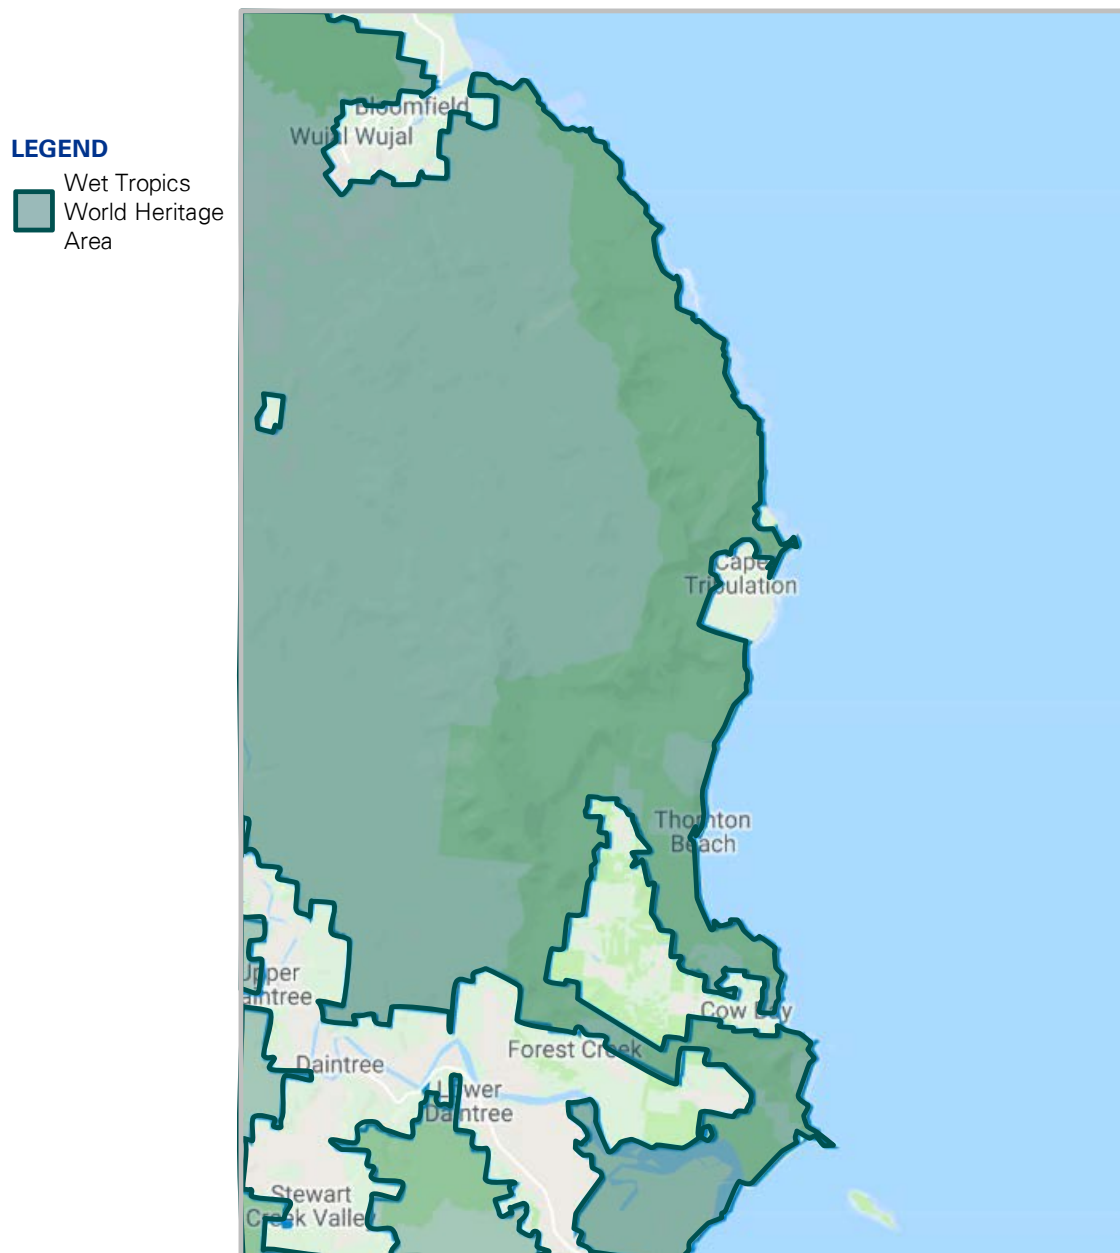 LEGEND
Wet Tropics
World Heritage
Area
Bloomfield
Wujal Wujal
Cape
Tribulation
Thornton
Beach
Upper
Daintree
Cow Bay
Forest Creek
Daintree
Lower
Daintree
Stewart
Creek Valley